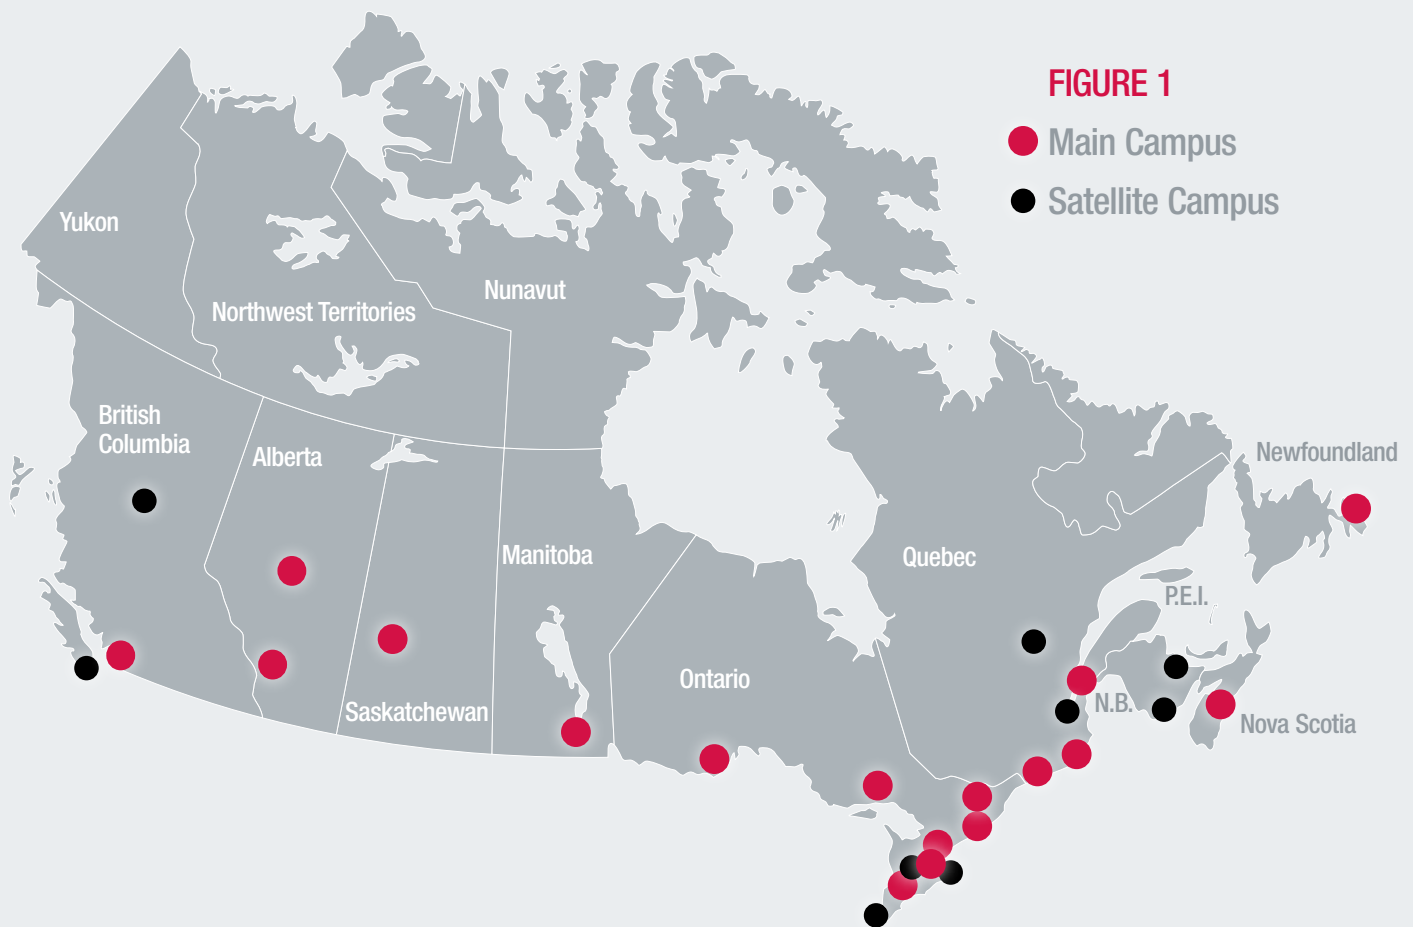 FIGURE 1
Main Campus
Satellite Campus
Yukon
Northwest Territories
Nunavut
British
Columbia
Alberta
Newfoundland
Manitoba
Quebec
P.E.I.
Ontario
Saskatchewan
N.B.
Nova Scotia